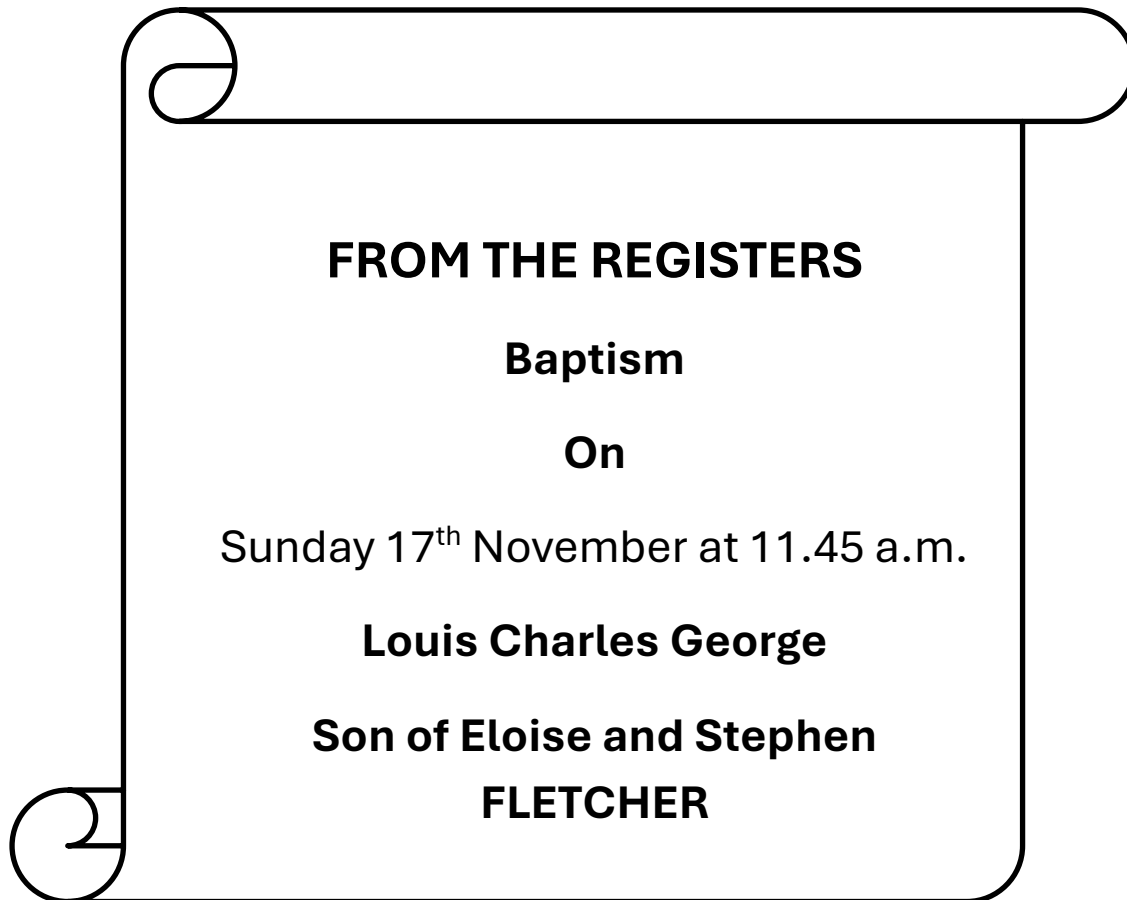 FROM THE REGISTERS
Baptism
On
Sunday 17th November at 11.45 a.m.
Louis Charles George
Son of Eloise and Stephen
FLETCHER